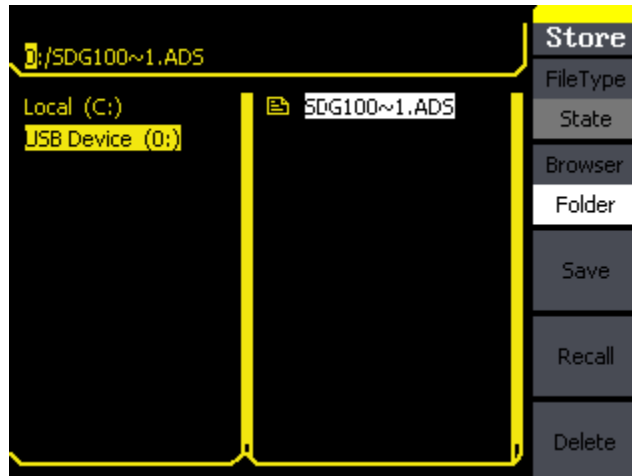 0:/SDG100~1.ADS
Local (C:)
USB Device (0:)
SDG100~1.ADS
Store
FileType
State
Browser
Folder
Save
Recall
Delete